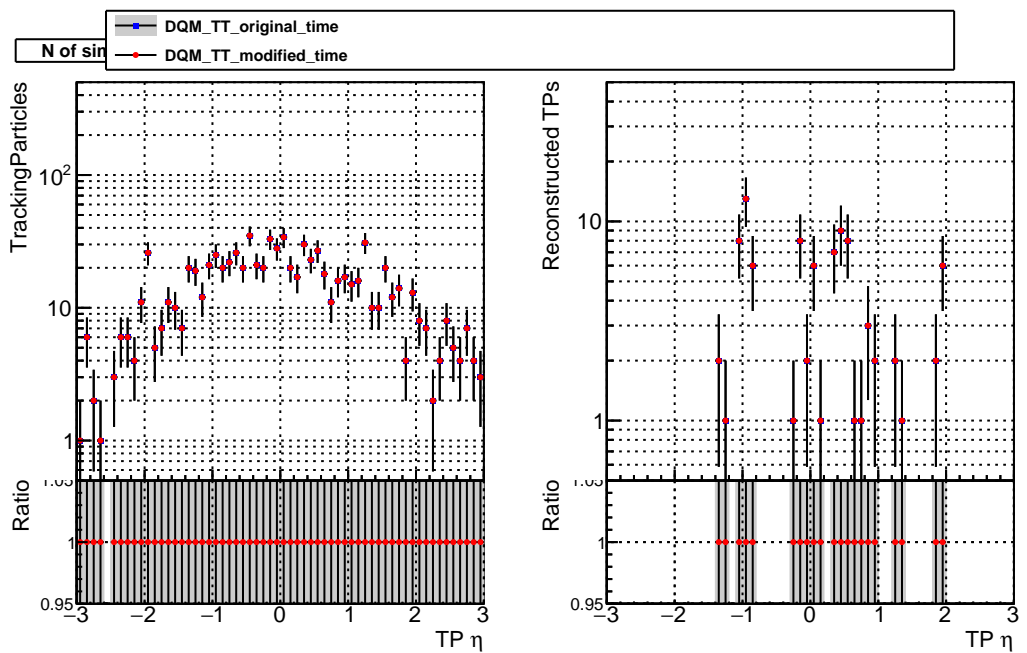 DQM_TT_original_time
N of sim
DQM_TT_modified_time
TrackingParticles
10²
10
1
Ratio
1
0.95
−3 −2 −1 0 1 2 3
TP η
Reconstructed TPs
10
1
Ratio
1
0.95
−3 −2 −1 0 1 2 3
TP η